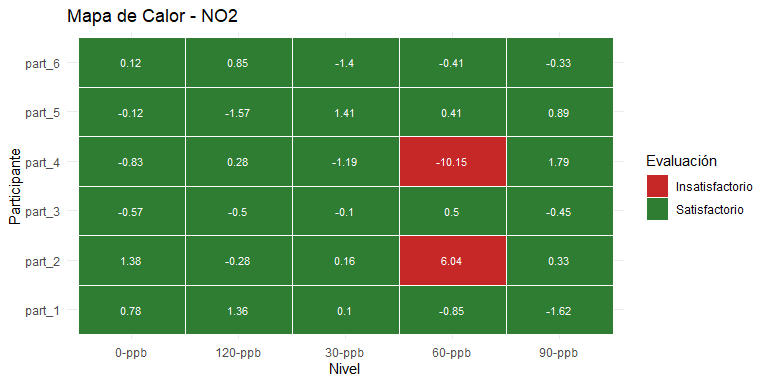 Mapa de Calor - NO2
Participante
part_6 0.12 0.85 -1.4 -0.41 -0.33
part_5 -0.12 -1.57 1.41 0.41 0.89
part_4 -0.83 0.28 -1.19 -10.15 1.79
part_3 -0.57 -0.5 -0.1 0.5 -0.45
part_2 1.38 -0.28 0.16 6.04 0.33
part_1 0.78 1.36 0.1 -0.85 -1.62
0-ppb 120-ppb 30-ppb 60-ppb 90-ppb
Nivel
Evaluación
Insatisfactorio
Satisfactorio